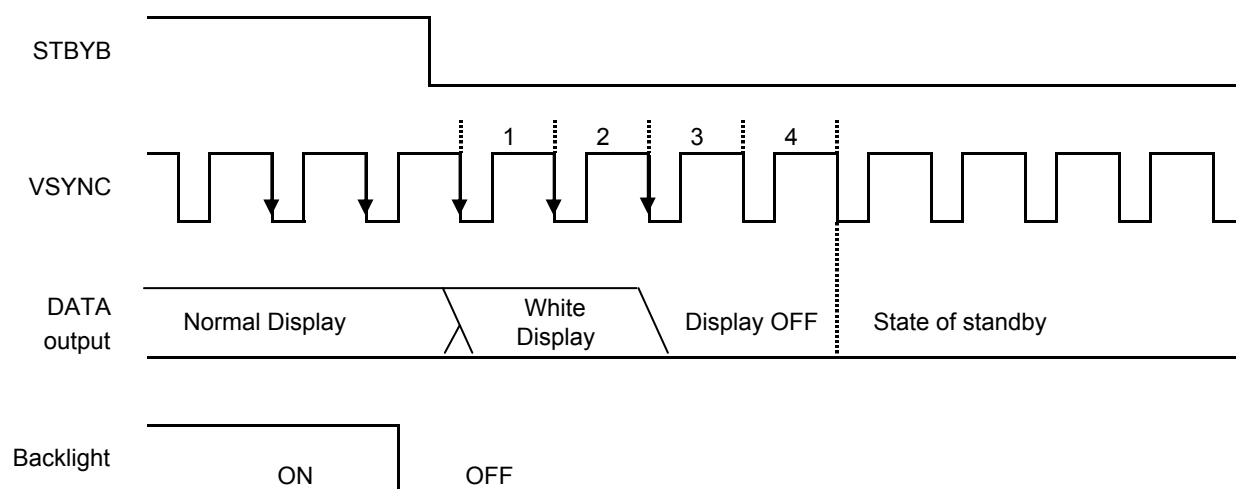 STBYB
1 2 3 4
VSYNC
DATA
output
Normal Display
White
Display
Display OFF
State of standby
Backlight
ON
OFF